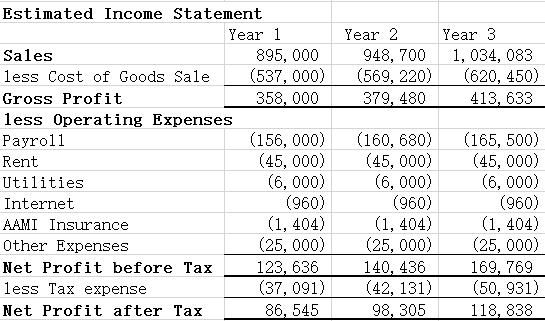 Estimated Income Statement
Year 1 Year 2 Year 3
Sales 895,000 948,700 1,034,083
less Cost of Goods Sale (537,000) (569,220) (620,450)
Gross Profit 358,000 379,480 413,633
less Operating Expenses
Payroll (156,000) (160,680) (165,500)
Rent (45,000) (45,000) (45,000)
Utilities (6,000) (6,000) (6,000)
Internet (960) (960) (960)
AAMI Insurance (1,404) (1,404) (1,404)
Other Expenses (25,000) (25,000) (25,000)
Net Profit before Tax 123,636 140,436 169,769
less Tax expense (37,091) (42,131) (50,931)
Net Profit after Tax 86,545 98,305 118,838